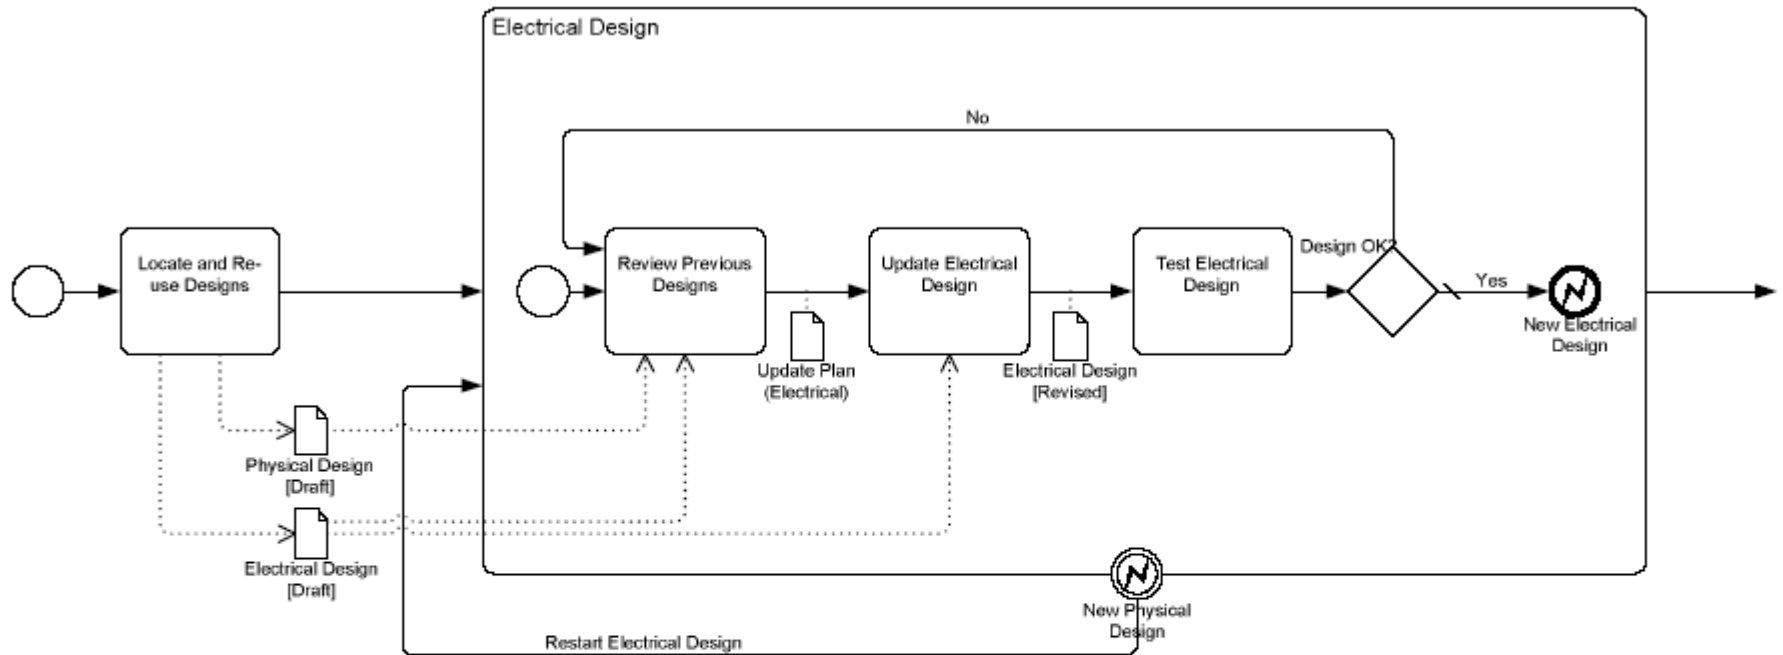 Electrical Design
No
Locate and Re-
use Designs
Review Previous
Designs
Update Electrical
Design
Test Electrical
Design
Design OK?
Yes
New Electrical
Design
Update Plan
(Electrical)
Electrical Design
[Revised]
Physical Design
[Draft]
Electrical Design
[Draft]
New Physical
Design
Restart Electrical Design